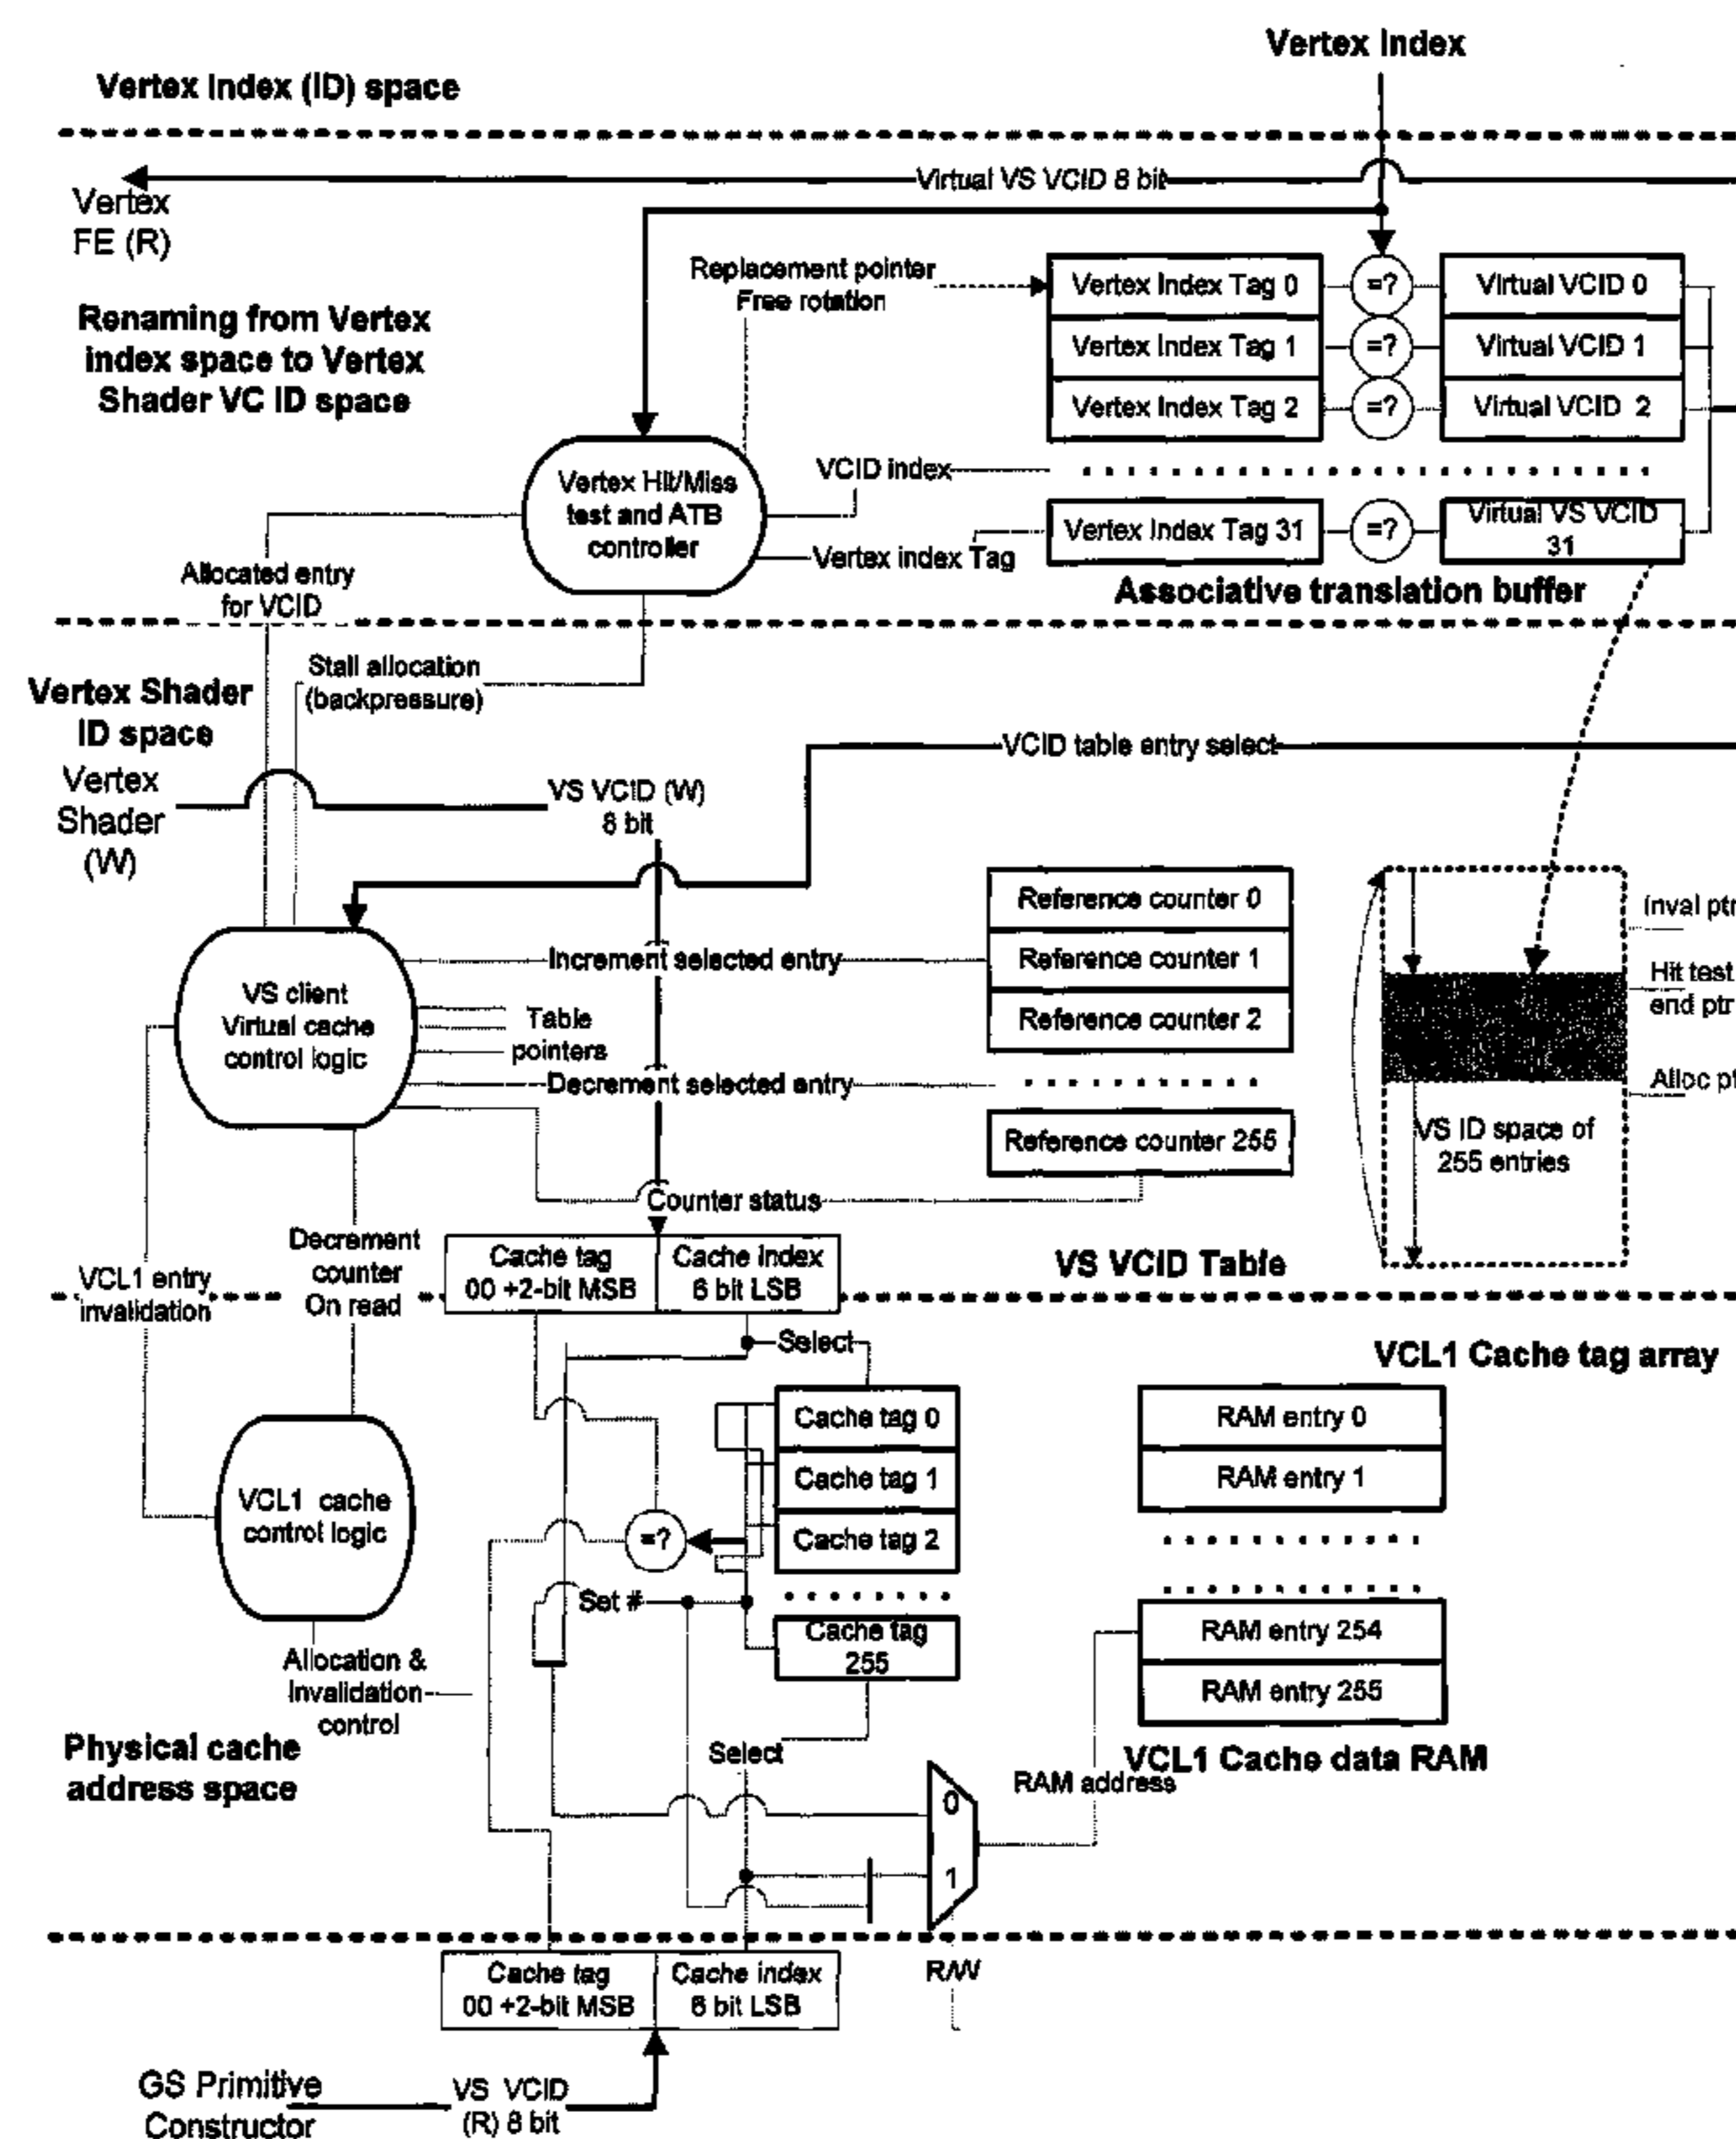 Vertex Index
Vertex Index (ID) space
Virtual VS VCID 8 bit
Vertex
FE (R)
Replacement pointer
Free rotation
Vertex Index Tag 0
=?
Virtual VCID 0
Renaming from Vertex
index space to Vertex
Shader VC ID space
Vertex Index Tag 1
=?
Virtual VCID 1
Vertex Index Tag 2
=?
Virtual VCID 2
Vertex Hit/Miss
test and ATB
controller
VCID index
Vertex index Tag
Vertex Index Tag 31
=?
Virtual VS VCID
31
Associative translation buffer
Allocated entry
for VCID
Stall allocation
(backpressure)
Vertex Shader
ID space
VCID table entry select
Vertex
Shader
(W)
VS VCID (W)
8 bit
Reference counter 0
Reference counter 1
Reference counter 2
Reference counter 255
Increment selected entry
VS client
Virtual cache
control logic
Table
pointers
Decrement selected entry
Counter status
Inval ptr
Hit test
end ptr
Alloc pt
VS ID space of
255 entries
VS VCID Table
Decrement
counter
On read
VCL1 entry
invalidation
Cache tag
00 +2-bit MSB
Cache Index
6 bit LSB
Select
VCL1 Cache tag array
Cache tag 0
Cache tag 1
Cache tag 2
Cache tag
255
RAM entry 0
RAM entry 1
RAM entry 254
RAM entry 255
VCL1 cache
control logic
=?
Set #
Allocation &
Invalidation
control
Physical cache
address space
Select
VCL1 Cache data RAM
RAM address
0
1
Cache tag
00 +2-bit MSB
Cache index
6 bit LSB
R/W
GS Primitive
Constructor
VS VCID
(R) 8 bit